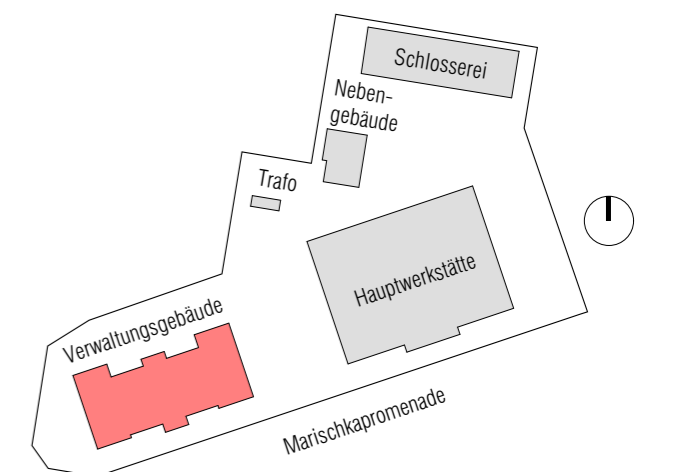 Schlosserei
Neben-
gebäude
Trafo
Hauptwerkstätte
Verwaltungsgebäude
Marischkapromenade